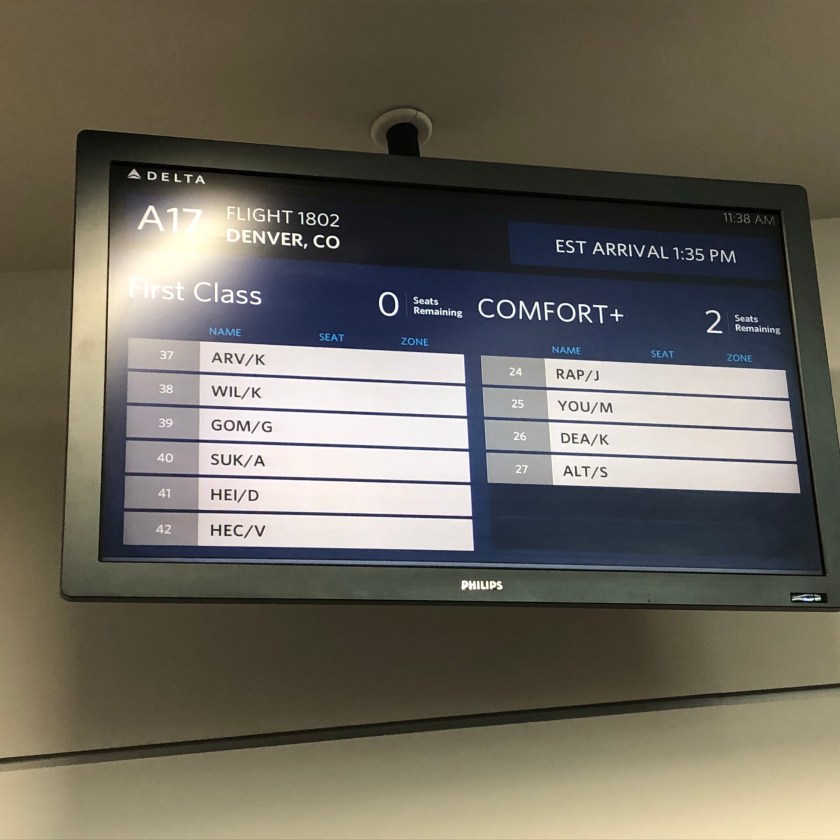 DELTA
11:38 AM
A17
FLIGHT 1802
DENVER, CO
EST ARRIVAL 1:35 PM
First Class
0
Seats
Remaining
NAME SEAT ZONE
37 ARV/K
38 WIL/K
39 GOM/G
40 SUK/A
41 HEI/D
42 HEC/V
COMFORT+
2
Seats
Remaining
NAME SEAT ZONE
24 RAP/J
25 YOU/M
26 DEA/K
27 ALT/S
PHILIPS